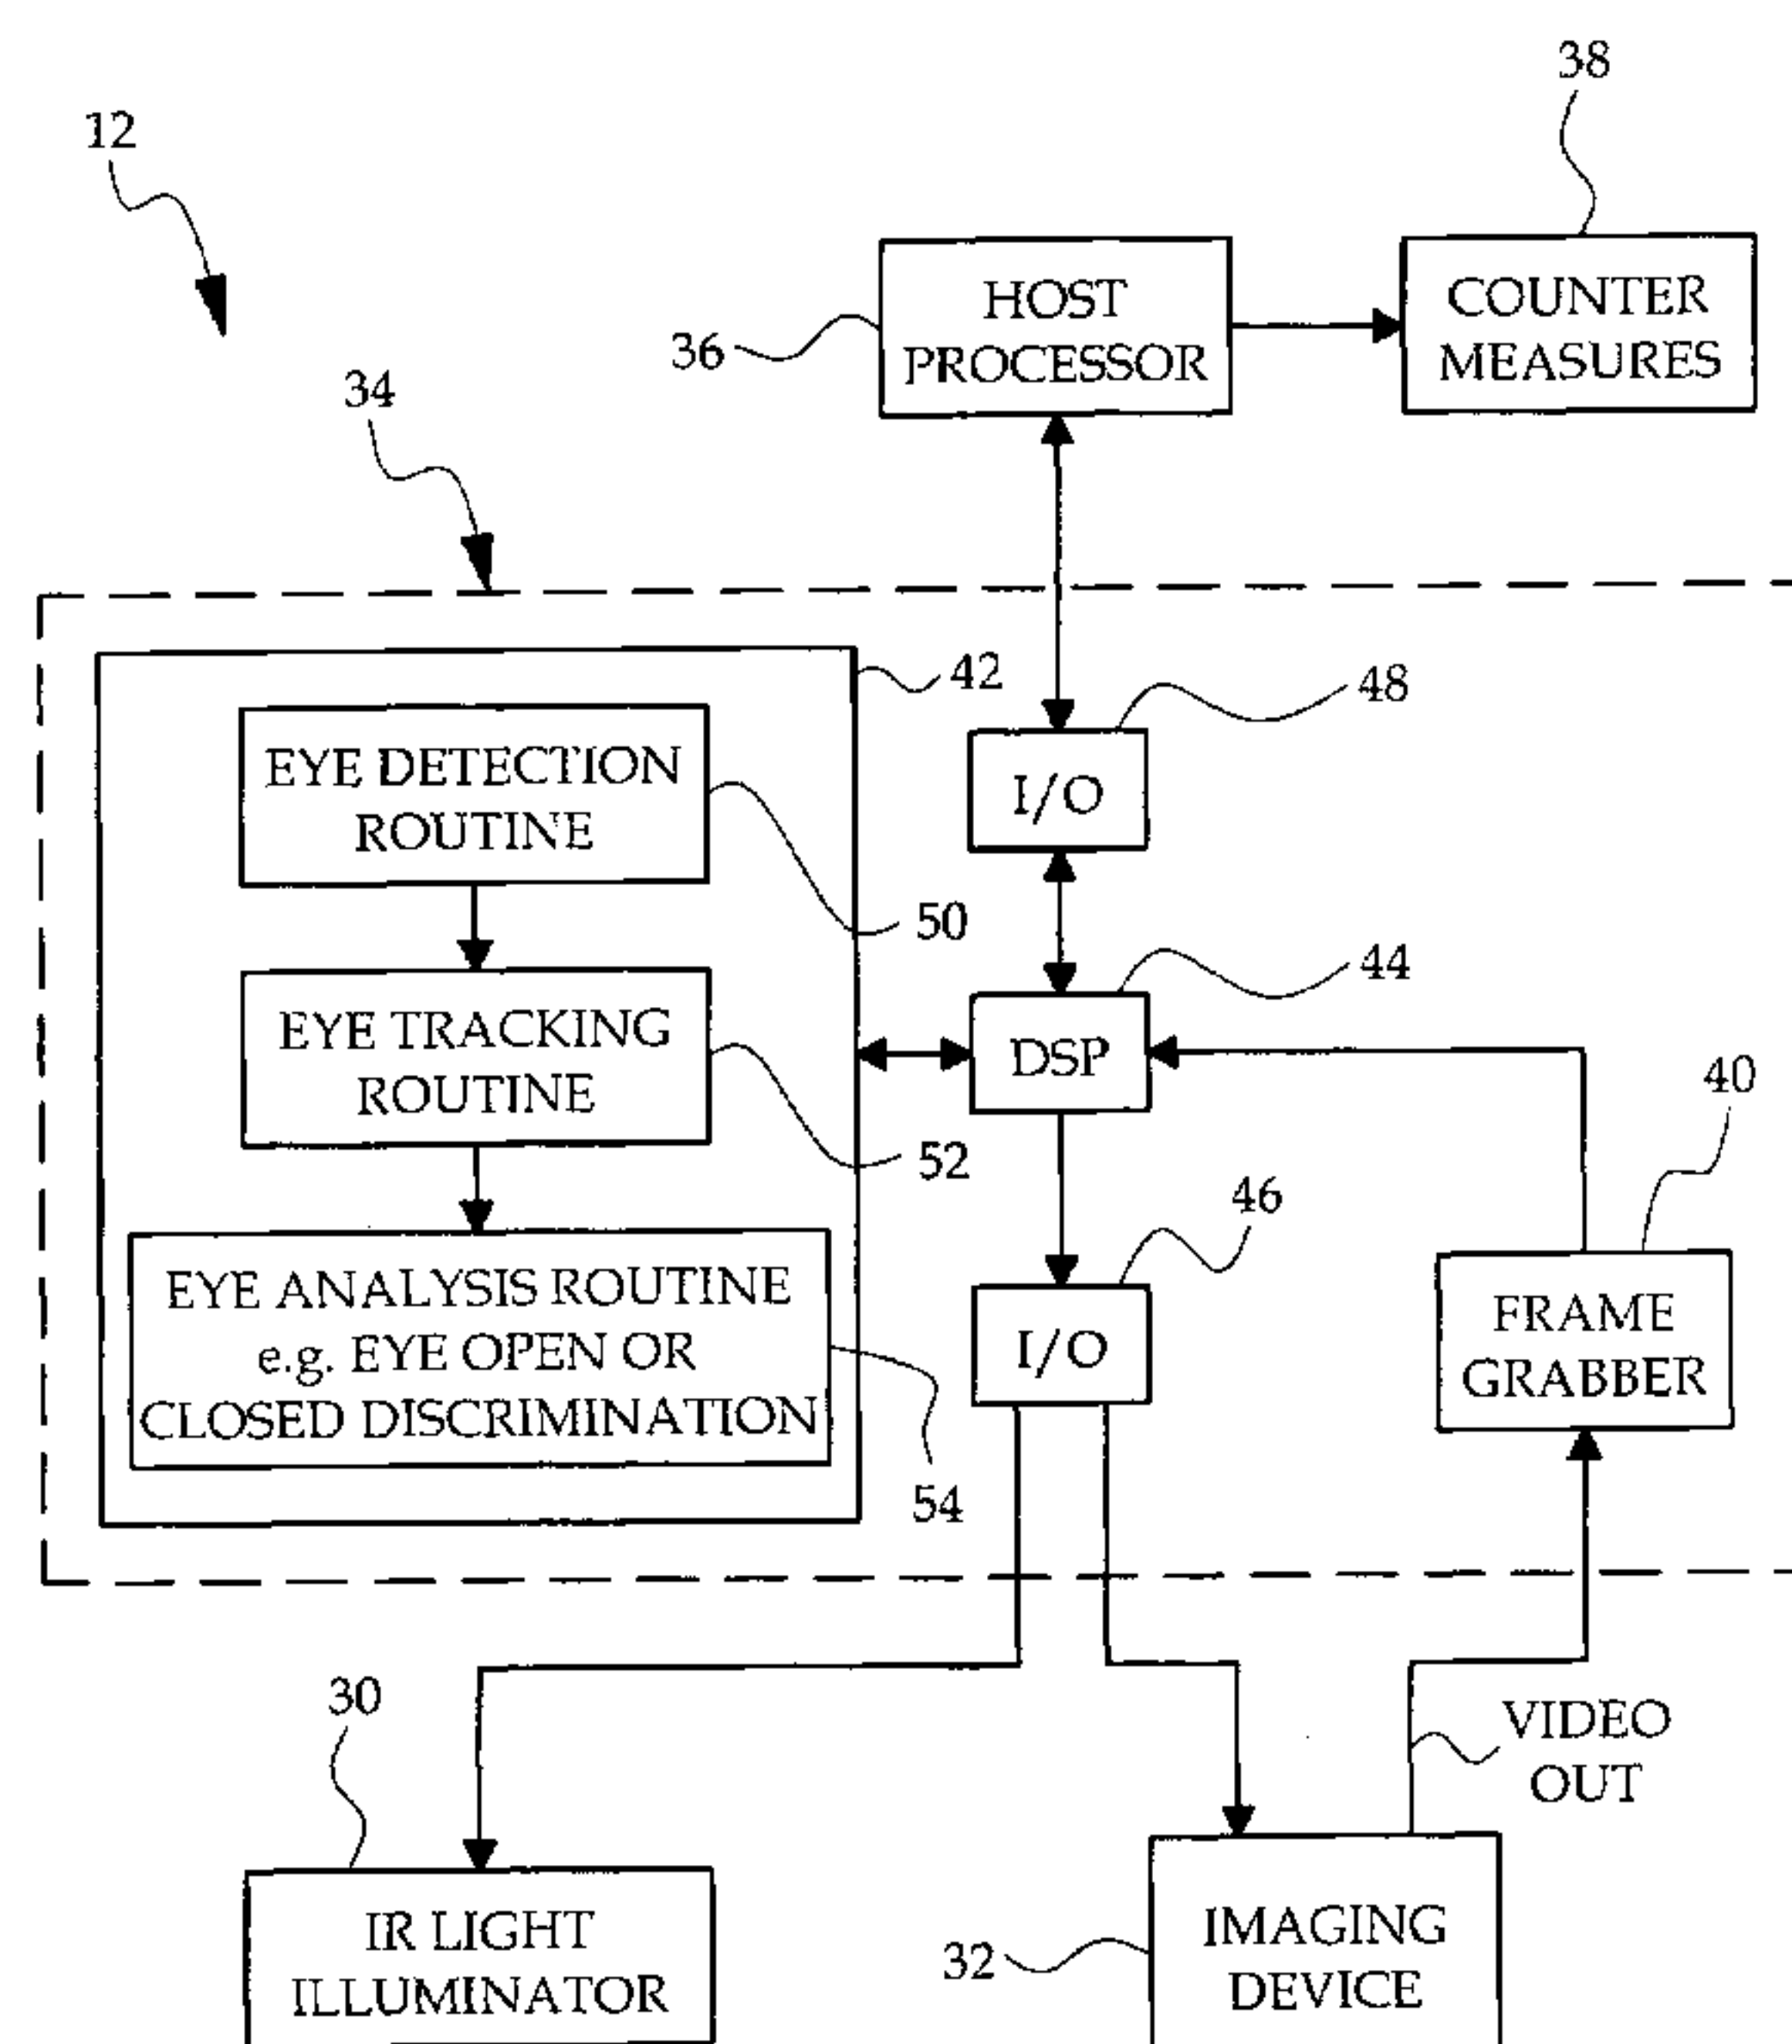 38
12
HOST
PROCESSOR
COUNTER
MEASURES
36
34
42
48
EYE DETECTION
ROUTINE
I/O
50
44
EYE TRACKING
ROUTINE
DSP
40
52
46
EYE ANALYSIS ROUTINE
e.g. EYE OPEN OR
CLOSED DISCRIMINATION
I/O
FRAME
GRABBER
54
30
VIDEO
OUT
IR LIGHT
ILLUMINATOR
32
IMAGING
DEVICE